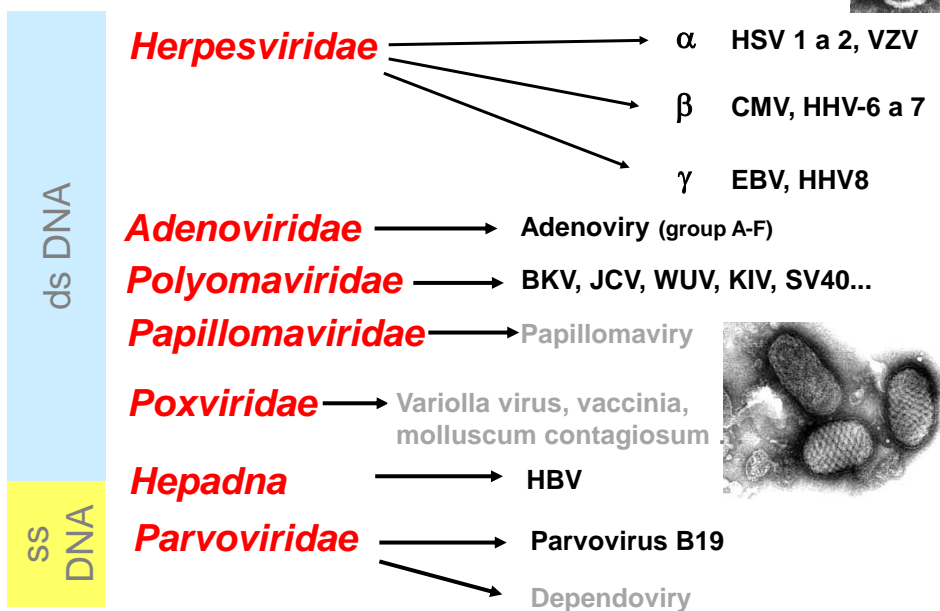 Herpesviridae
α HSV 1 a 2, VZV
β CMV, HHV-6 a 7
γ EBV, HHV8
ds DNA
Adenoviridae
Adenoviry (group A-F)
Polyomaviridae
BKV, JCV, WUV, KIV, SV40...
Papillomaviridae
Papillomaviry
Poxviridae
Variolla virus, vaccinia,
molluscum contagiosum ..
Hepadna
HBV
ss
DNA
Parvoviridae
Parvovirus B19
Dependoviry